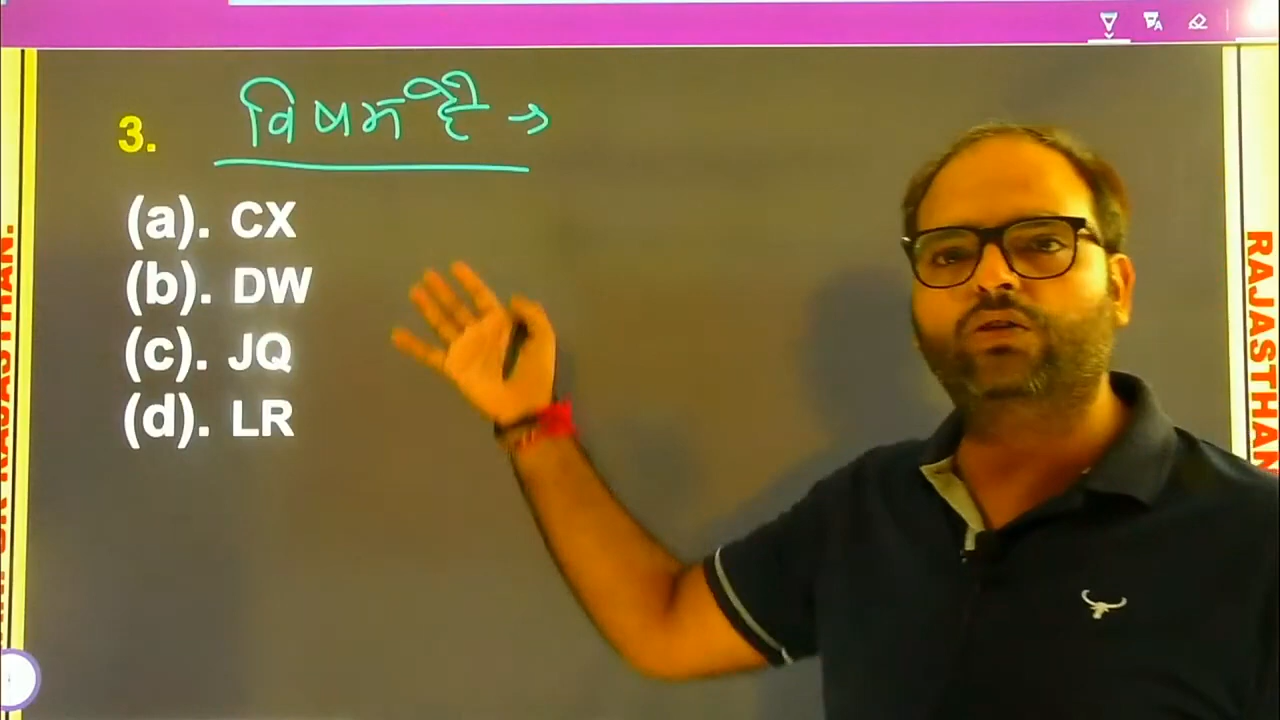 3. विषम है →
(a). CX
(b). DW
(c). JQ
(d). LR
RAJASTHAN